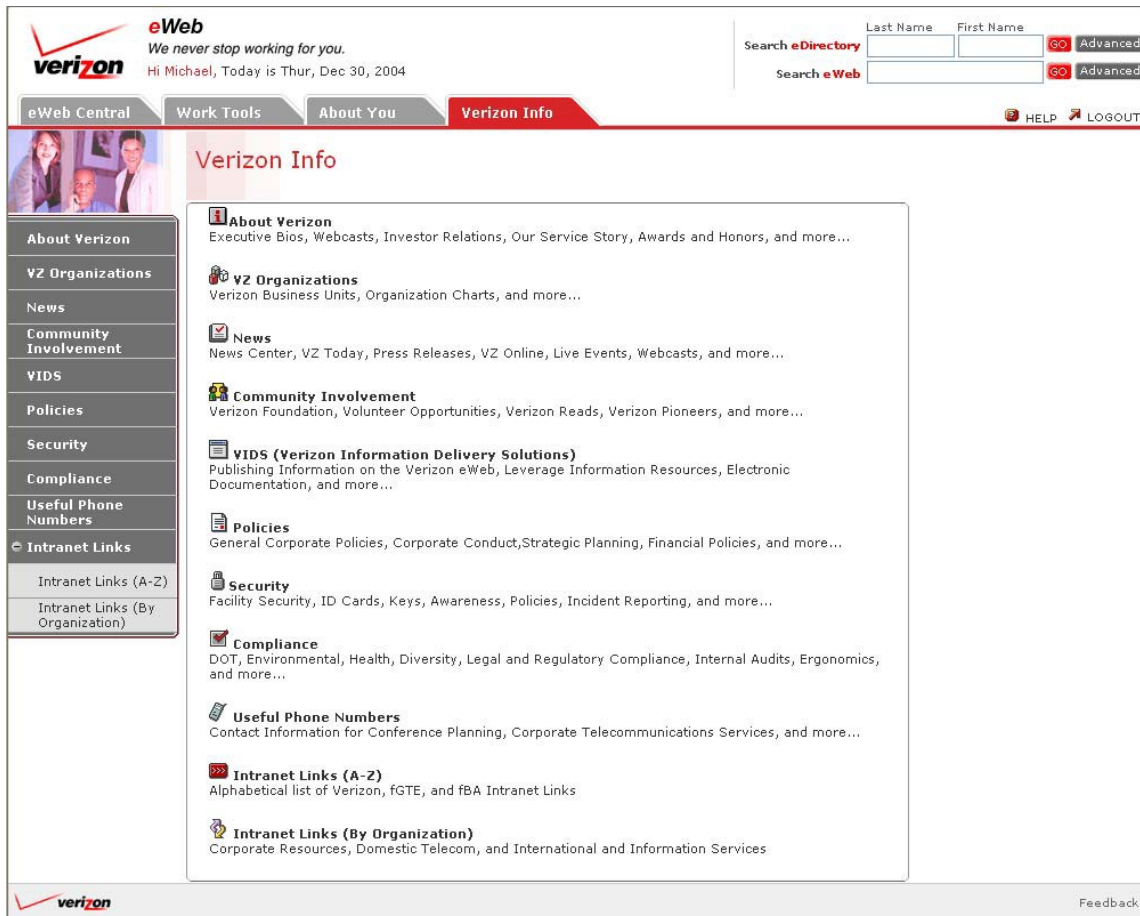 verizon
eWeb
We never stop working for you.
Hi Michael, Today is Thur, Dec 30, 2004
Last Name First Name
Search eDirectory GO Advanced
Search eWeb GO Advanced
eWeb Central Work Tools About You Verizon Info
HELP LOGOUT
Verizon Info
About Verizon
VZ Organizations
News
Community
Involvement
VIDS
Policies
Security
Compliance
Useful Phone
Numbers
Intranet Links
Intranet Links (A-Z)
Intranet Links (By
Organization)
About Verizon
Executive Bios, Webcasts, Investor Relations, Our Service Story, Awards and Honors, and more...
VZ Organizations
Verizon Business Units, Organization Charts, and more...
News
News Center, VZ Today, Press Releases, VZ Online, Live Events, Webcasts, and more...
Community Involvement
Verizon Foundation, Volunteer Opportunities, Verizon Reads, Verizon Pioneers, and more...
VIDS (Verizon Information Delivery Solutions)
Publishing Information on the Verizon eWeb, Leverage Information Resources, Electronic
Documentation, and more...
Policies
General Corporate Policies, Corporate Conduct,Strategic Planning, Financial Policies, and more...
Security
Facility Security, ID Cards, Keys, Awareness, Policies, Incident Reporting, and more...
Compliance
DOT, Environmental, Health, Diversity, Legal and Regulatory Compliance, Internal Audits, Ergonomics,
and more...
Useful Phone Numbers
Contact Information for Conference Planning, Corporate Telecommunications Services, and more...
Intranet Links (A-Z)
Alphabetical list of Verizon, fGTE, and fBA Intranet Links
Intranet Links (By Organization)
Corporate Resources, Domestic Telecom, and International and Information Services
verizon
Feedback